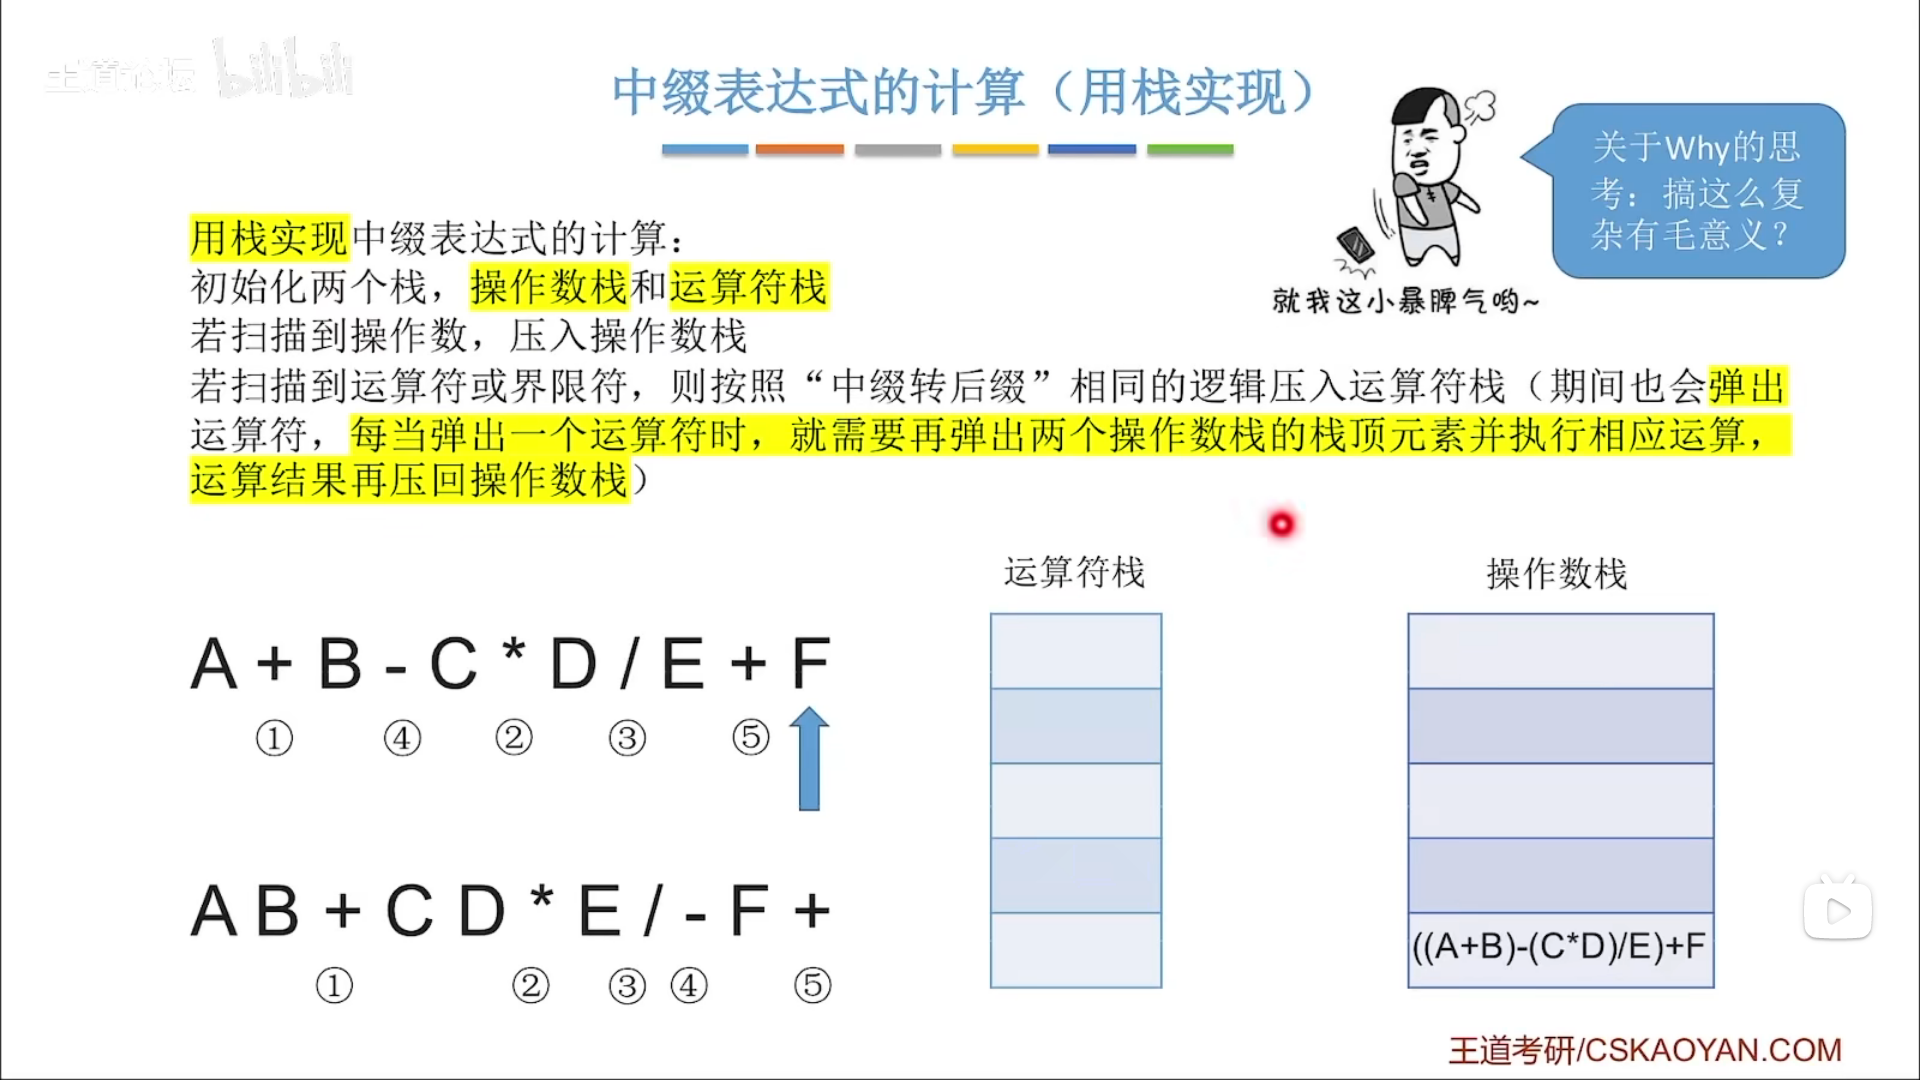 王道论坛 bilibili
中缀表达式的计算（用栈实现）
关于Why的思
考：搞这么复
杂有毛意义？
就我这小暴脾气哟~
用栈实现中缀表达式的计算：
初始化两个栈，操作数栈和运算符栈
若扫描到操作数，压入操作数栈
若扫描到运算符或界限符，则按照“中缀转后缀”相同的逻辑压入运算符栈（期间也会弹出
运算符，每当弹出一个运算符时，就需要再弹出两个操作数栈的栈顶元素并执行相应运算，
运算结果再压回操作数栈）
运算符栈
操作数栈
A + B - C * D / E + F
① ④ ② ③ ⑤
A B + C D * E / - F +
① ② ③ ④ ⑤
((A+B)-(C*D)/E)+F
王道考研/CSKAOYAN.COM